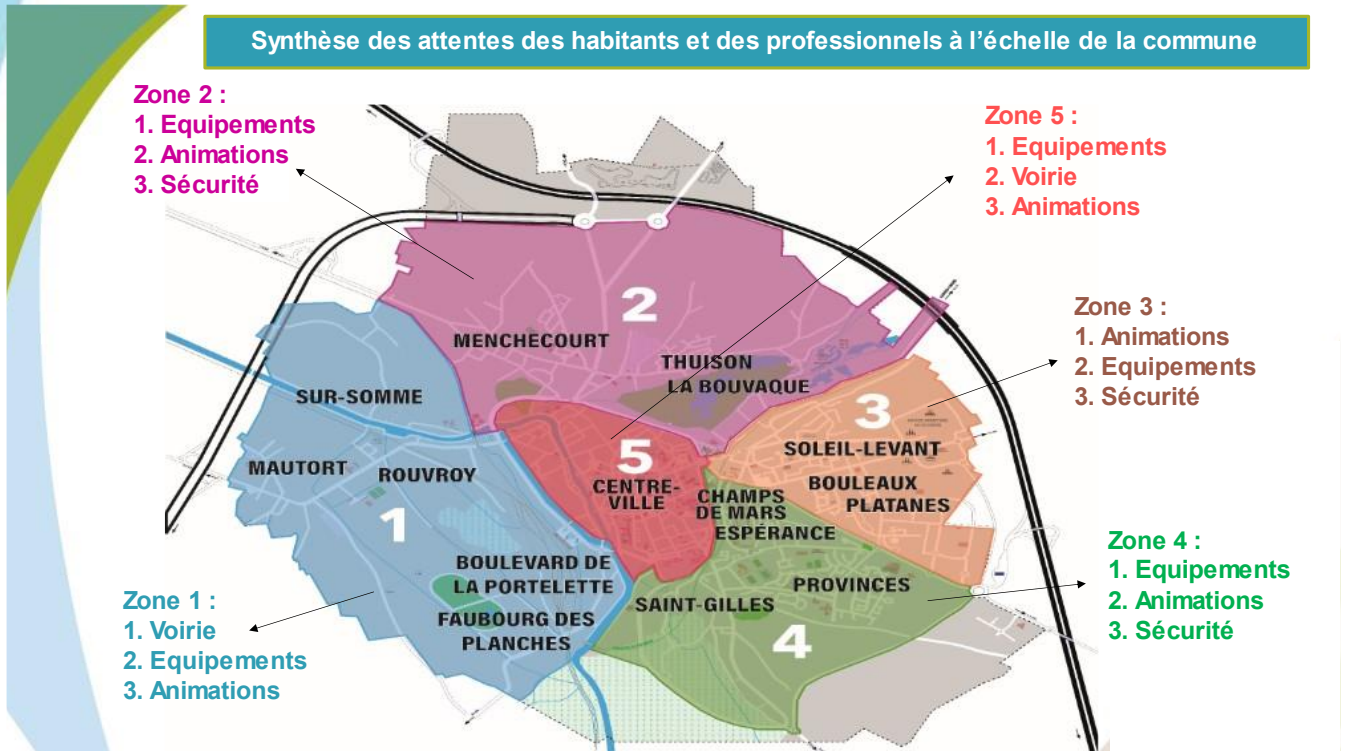 Synthèse des attentes des habitants et des professionnels à l’échelle de la commune
Zone 2 :
1. Equipements
2. Animations
3. Sécurité
Zone 5 :
1. Equipements
2. Voirie
3. Animations
Zone 3 :
1. Animations
2. Equipements
3. Sécurité
Zone 4 :
1. Equipements
2. Animations
3. Sécurité
Zone 1 :
1. Voirie
2. Equipements
3. Animations
2
MENCHECOURT
THUISON
LA BOUVAQUE
SUR-SOMME
MAUTORT
ROUVROY
1
BOULEVARD DE
LA PORTELETTE
FAUBOURG DES
PLANCHES
5
CENTRE-
VILLE
3
SOLEIL-LEVANT
BOULEAUX
PLATANES
CHAMPS
DE MARS
ESPÉRANCE
PROVINCES
SAINT-GILLES
4